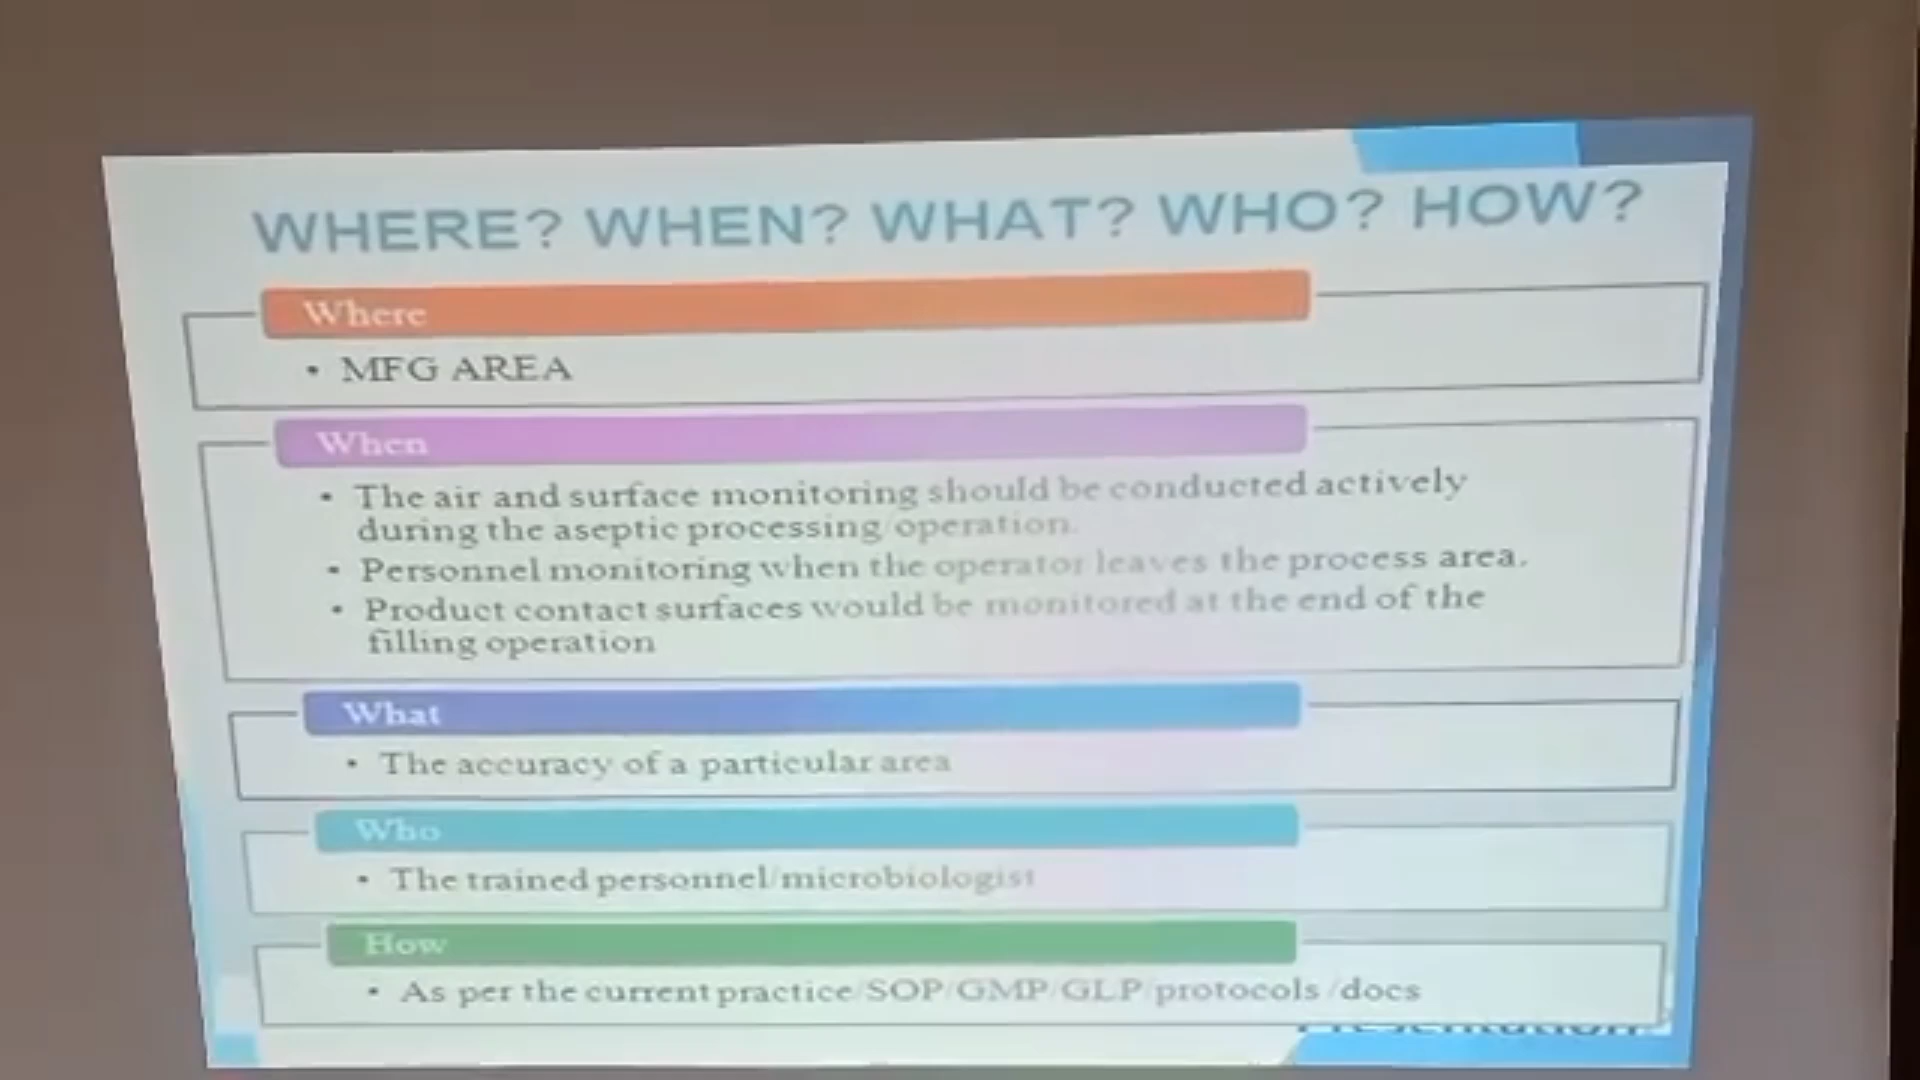 WHERE? WHEN? WHAT? WHO? HOW?
Where
• MFG AREA
When
• The air and surface monitoring should be conducted actively
during the aseptic processing/operation.
• Personnel monitoring when the operator leaves the process area.
• Product contact surfaces would be monitored at the end of the
filling operation
What
• The accuracy of a particular area
Who
• The trained personnel/microbiologist
How
• As per the current practice/SOP/GMP/GLP/protocols /docs